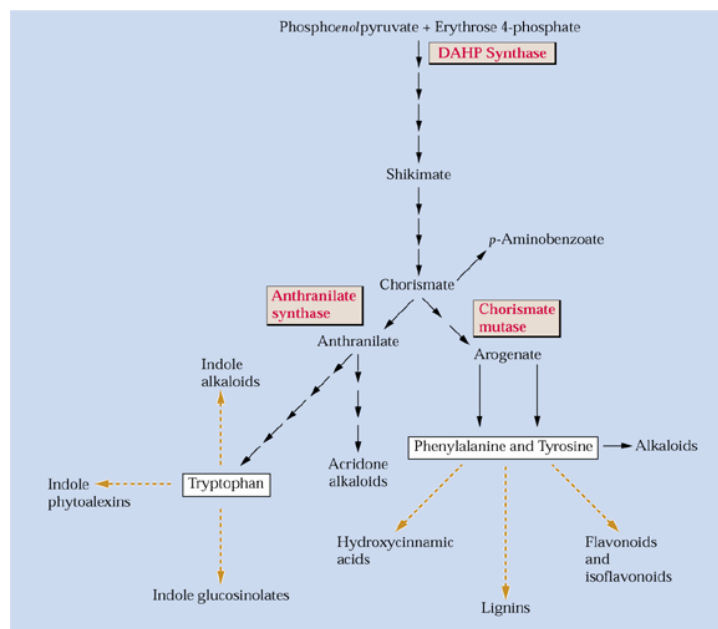 Phosphoenolpyruvate + Erythrose 4-phosphate
DAHP Synthase
Shikimate
p-Aminobenzoate
Chorismate
Anthranilate
synthase
Chorismate
mutase
Anthranilate
Arogenate
Indole
alkaloids
Phenylalanine and Tyrosine
Alkaloids
Acridone
alkaloids
Tryptophan
Indole
phytoalexins
Hydroxycinnamic
acids
Flavonoids
and
isoflavonoids
Indole glucosinolates
Lignins